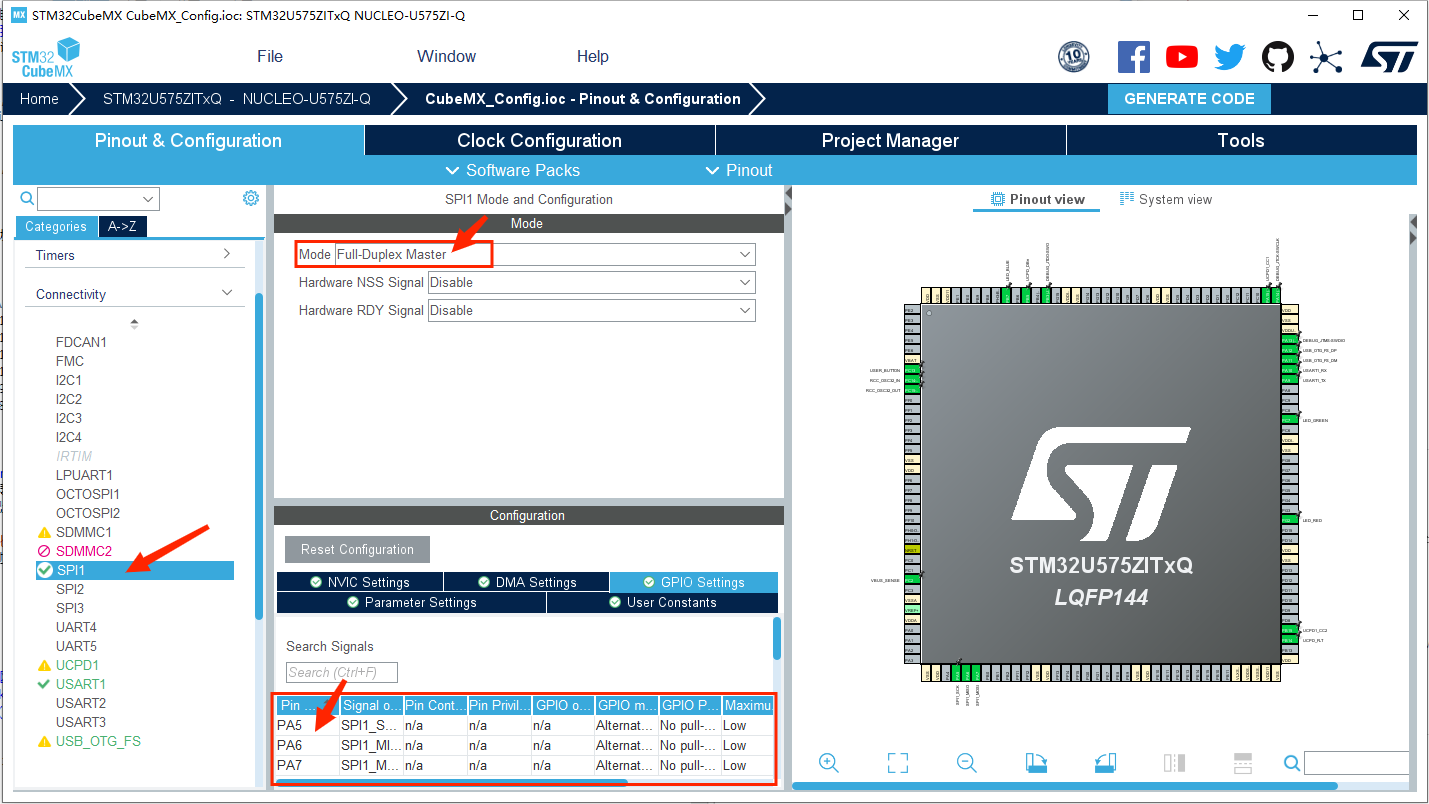 STM32CubeMX CubeMX_Config.ioc: STM32U575ZITxQ NUCLEO-U575ZI-Q
MX
STM32
CubeMX
File
Window
Help
10
Home
STM32U575ZITxQ - NUCLEO-U575ZI-Q
CubeMX_Config.ioc - Pinout & Configuration
GENERATE CODE
Pinout & Configuration
Clock Configuration
Project Manager
Tools
Software Packs
Pinout
Categories
A->Z
Timers
Connectivity
FDCAN1
FMC
I2C1
I2C2
I2C3
I2C4
IRTIM
LPUART1
OCTOSPI1
OCTOSPI2
SDMMC1
SDMMC2
SPI1
SPI2
SPI3
UART4
UART5
UCPD1
USART1
USART2
USART3
USB_OTG_FS
SPI1 Mode and Configuration
Mode
Mode Full-Duplex Master
Hardware NSS Signal Disable
Hardware RDY Signal Disable
Configuration
Reset Configuration
NVIC Settings
DMA Settings
GPIO Settings
Parameter Settings
User Constants
Search Signals
Search (Ctrl+F)
Pin ... Signal o... Pin Cont... Pin Privil... GPIO o... GPIO m... GPIO P... Maximu
PA5 SPI1_S... n/a n/a n/a Alternat... No pull-... Low
PA6 SPI1_MI... n/a n/a n/a Alternat... No pull-... Low
PA7 SPI1_M... n/a n/a n/a Alternat... No pull-... Low
Pinout view
System view
USER_BUTTON
RCC_OSC32_IN
RCC_OSC32_OUT
VBUS_SENSE
USB_OTG_FS_DP
USB_OTG_FS_DM
USART1_RX
USART1_TX
LED_GREEN
LED_RED
UCPD1_CC2
UCPD_FLT
LED_BLUE
UCPD1_CC1
SPI1_SCK
SPI1_MISO
SPI1_MOSI
ST
STM32U575ZITxQ
LQFP144